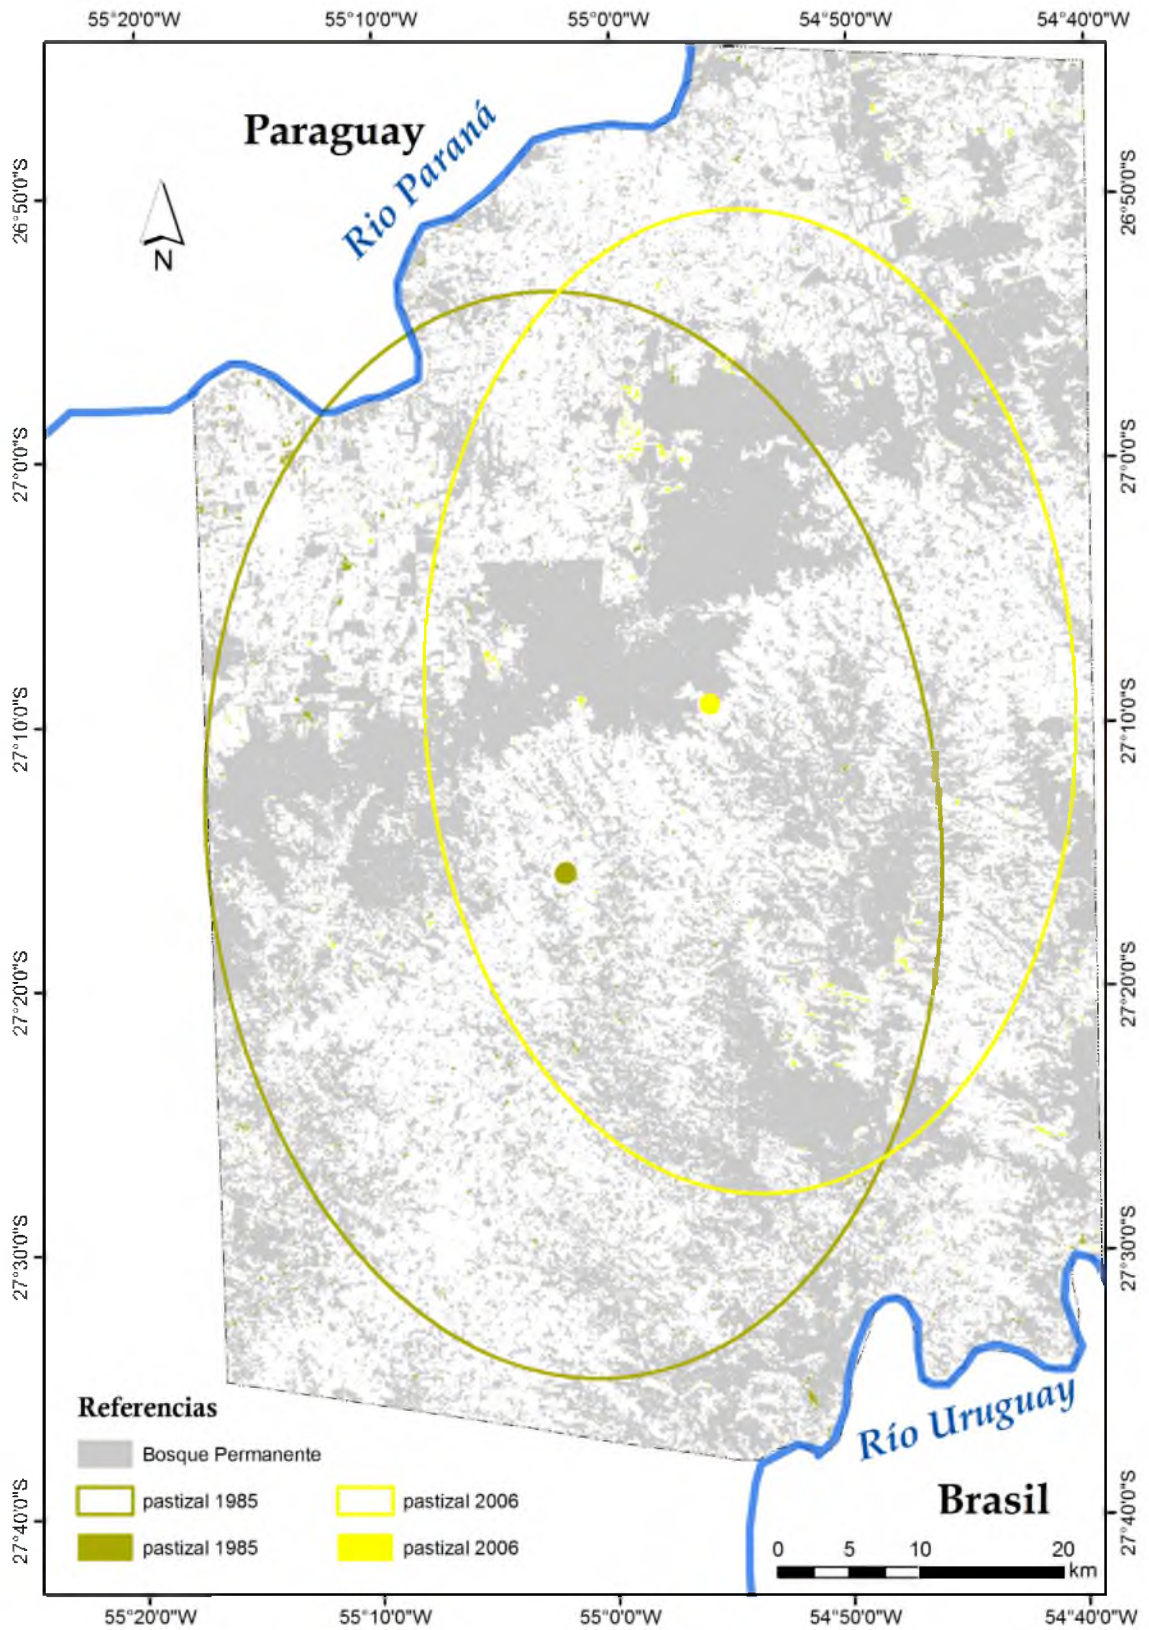 55°20'0"W 55°10'0"W 55°0'0"W 54°50'0"W 54°40'0"W
Paraguay
Rio Paraná
N
26°50'0"S
27°0'0"S
27°10'0"S
27°20'0"S
27°30'0"S
27°40'0"S
26°50'0"S
27°0'0"S
27°10'0"S
27°20'0"S
27°30'0"S
27°40'0"S
Río Uruguay
Brasil
Referencias
Bosque Permanente
pastizal 1985 pastizal 2006
pastizal 1985 pastizal 2006
0 5 10 20
km
55°20'0"W 55°10'0"W 55°0'0"W 54°50'0"W 54°40'0"W